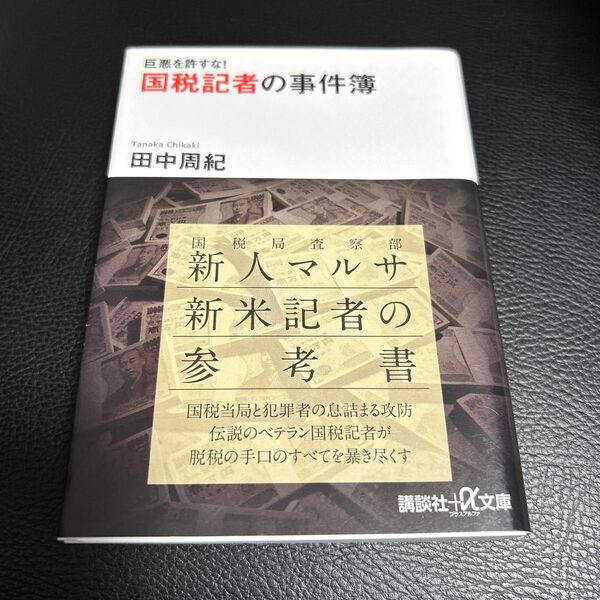 巨悪を許すな!
国税記者の事件簿
Tanaka Chikaki
田中周紀
国税局査察部
新人マルサ
新米記者の
参考書
国税当局と犯罪者の息詰まる攻防
伝説のベテラン国税記者が
脱税の手口のすべてを暴き尽くす
講談社+α文庫
プラスアルファ